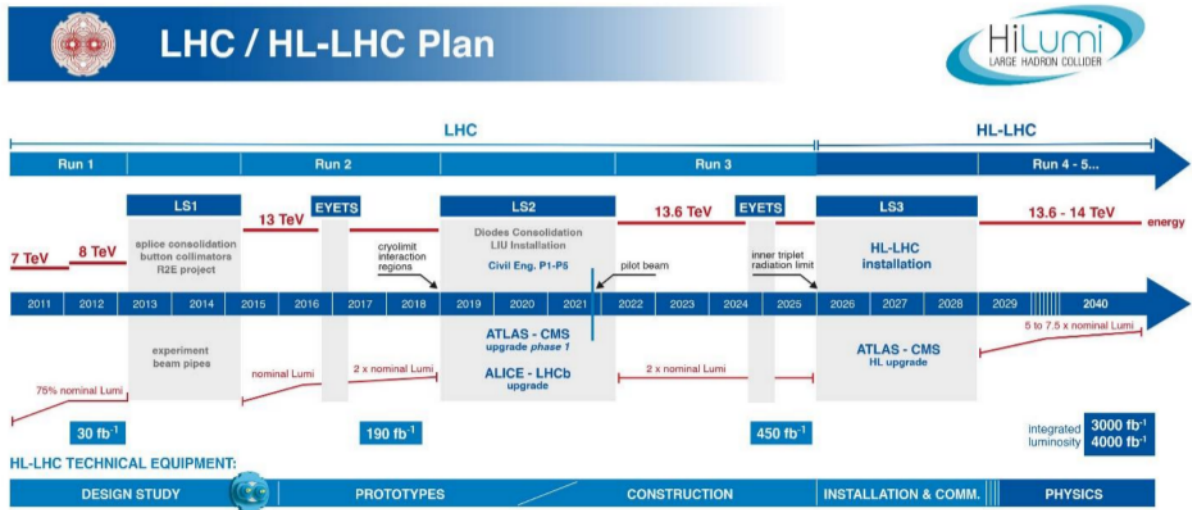 LHC / HL-LHC Plan
HiLumi
LARGE HADRON COLLIDER
LHC
HL-LHC
Run 1
Run 2
Run 3
Run 4 - 5...
LS1
EYETS
LS2
EYETS
LS3
7 TeV
8 TeV
13 TeV
13.6 TeV
13.6 - 14 TeV
energy
splice consolidation
button collimators
R2E project
cryolimit
interaction
regions
Diodes Consolidation
LIU Installation
Civil Eng. P1-P5
pilot beam
inner triplet
radiation limit
HL-LHC
installation
2011 2012 2013 2014 2015 2016 2017 2018 2019 2020 2021 2022 2023 2024 2025 2026 2027 2028 2029 2040
experiment
beam pipes
ATLAS - CMS
upgrade phase 1
ALICE - LHCb
upgrade
ATLAS - CMS
HL upgrade
75% nominal Lumi
nominal Lumi
2 x nominal Lumi
2 x nominal Lumi
5 to 7.5 x nominal Lumi
30 fb⁻¹
190 fb⁻¹
450 fb⁻¹
integrated
luminosity
3000 fb⁻¹
4000 fb⁻¹
HL-LHC TECHNICAL EQUIPMENT:
DESIGN STUDY
PROTOTYPES
CONSTRUCTION
INSTALLATION & COMM.
PHYSICS